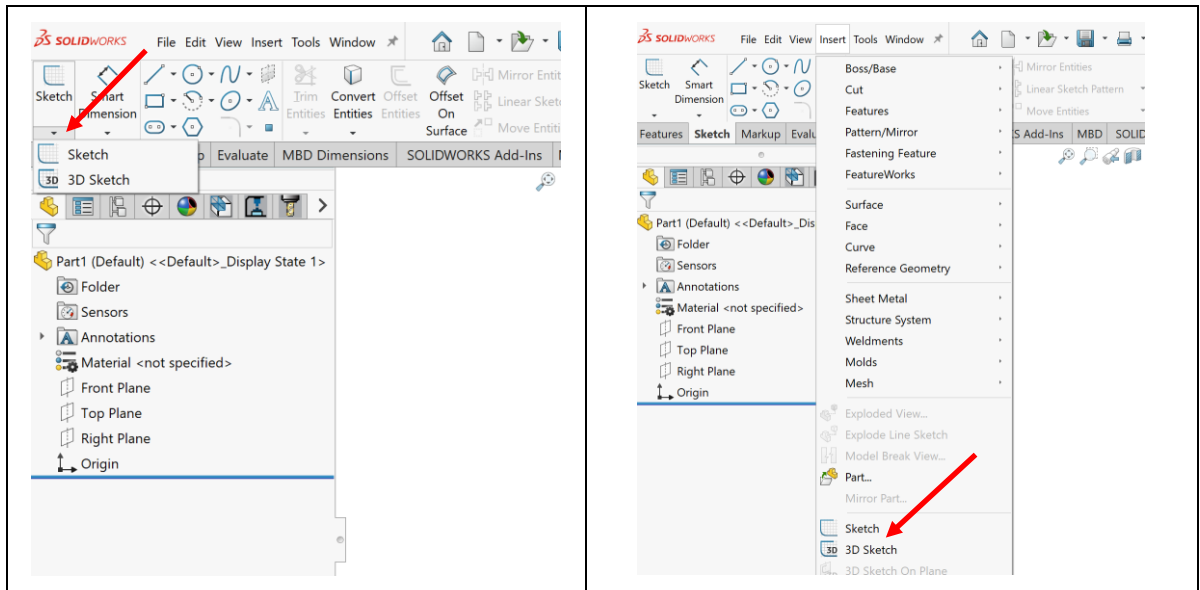 SOLIDWORKS File Edit View Insert Tools Window
Sketch Smart Dimension Trim Entities Convert Entities Offset Entities Offset On Surface
Mirror Entit
Linear Sket
Move Entiti
Evaluate MBD Dimensions SOLIDWORKS Add-Ins
Sketch
3D 3D Sketch
Part1 (Default) <<Default>_Display State 1>
Folder
Sensors
Annotations
Material <not specified>
Front Plane
Top Plane
Right Plane
Origin
SOLIDWORKS File Edit View Insert Tools Window
Sketch Smart Dimension
Mirror Entities
Linear Sketch Pattern
Move Entities
Features Sketch Markup Evalu
S Add-Ins MBD SOLID
Part1 (Default) <<Default>_Dis
Folder
Sensors
Annotations
Material <not specified>
Front Plane
Top Plane
Right Plane
Origin
Boss/Base
Cut
Features
Pattern/Mirror
Fastening Feature
FeatureWorks
Surface
Face
Curve
Reference Geometry
Sheet Metal
Structure System
Weldments
Molds
Mesh
Exploded View...
Explode Line Sketch
Model Break View...
Part...
Mirror Part...
Sketch
3D 3D Sketch
3D Sketch On Plane